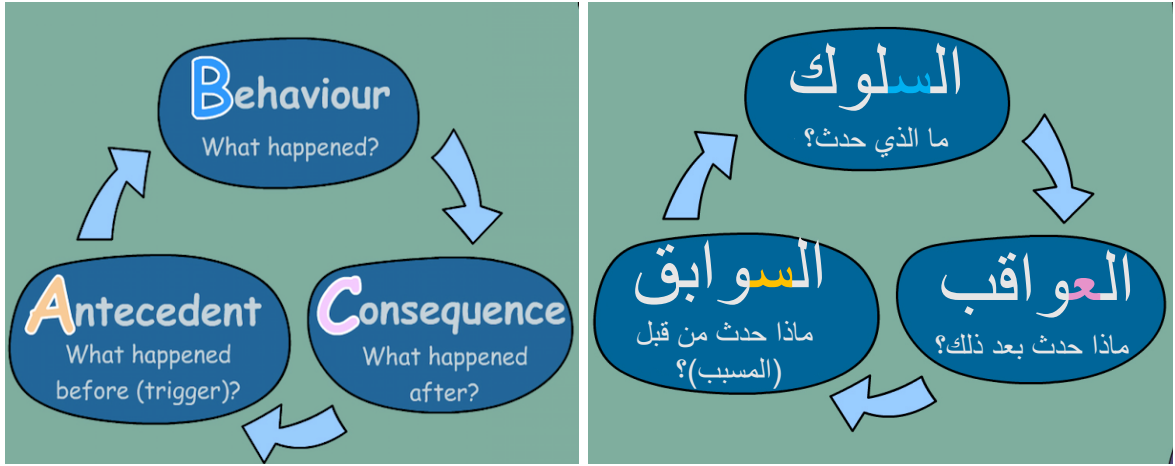 Behaviour
What happened?
Antecedent
What happened
before (trigger)?
Consequence
What happened
after?
السلوك
ما الذي حدث؟
العواقب
ماذا حدث بعد ذلك؟
السوابق
ماذا حدث من قبل
(المسبب)؟